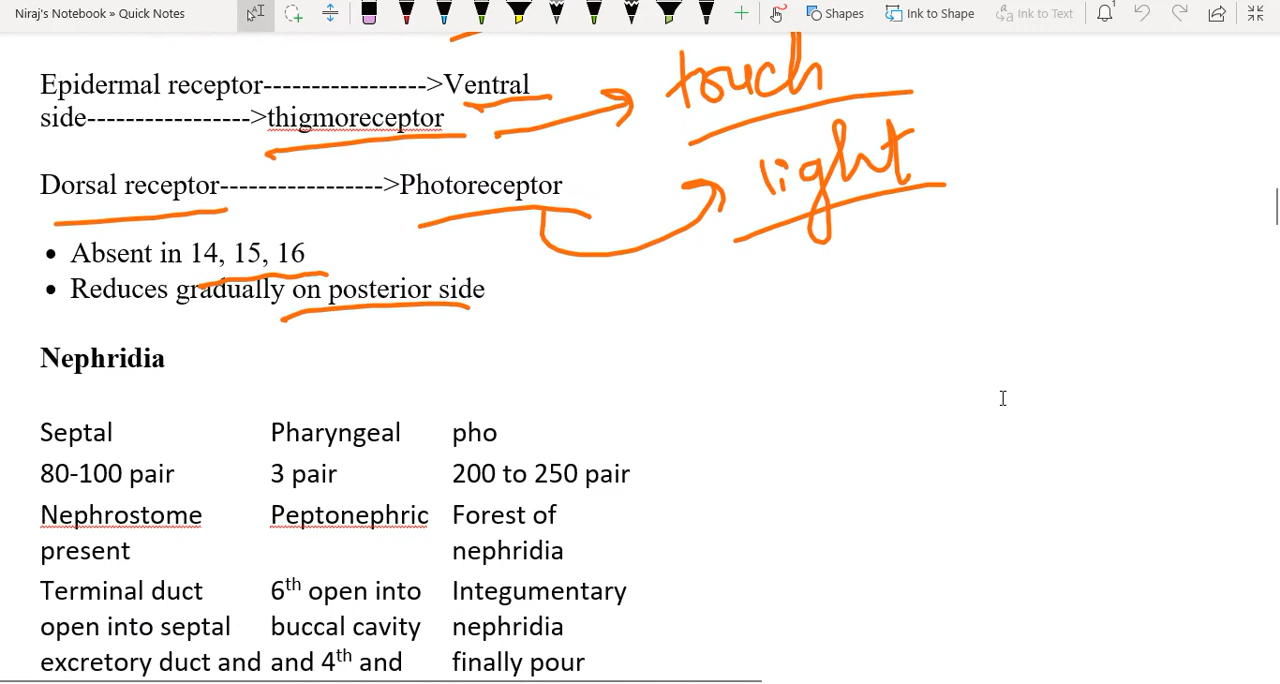 Niraj's Notebook » Quick Notes
Shapes
Ink to Shape
Ink to Text
Epidermal receptor----------------->Ventral
side----------------->thigmoreceptor
touch
Dorsal receptor----------------->Photoreceptor
light
• Absent in 14, 15, 16
• Reduces gradually on posterior side
Nephridia
Septal Pharyngeal pho
80-100 pair 3 pair 200 to 250 pair
Nephrostome Peptonephric Forest of
present nephridia
Terminal duct 6th open into Integumentary
open into septal buccal cavity nephridia
excretory duct and and 4th and finally pour